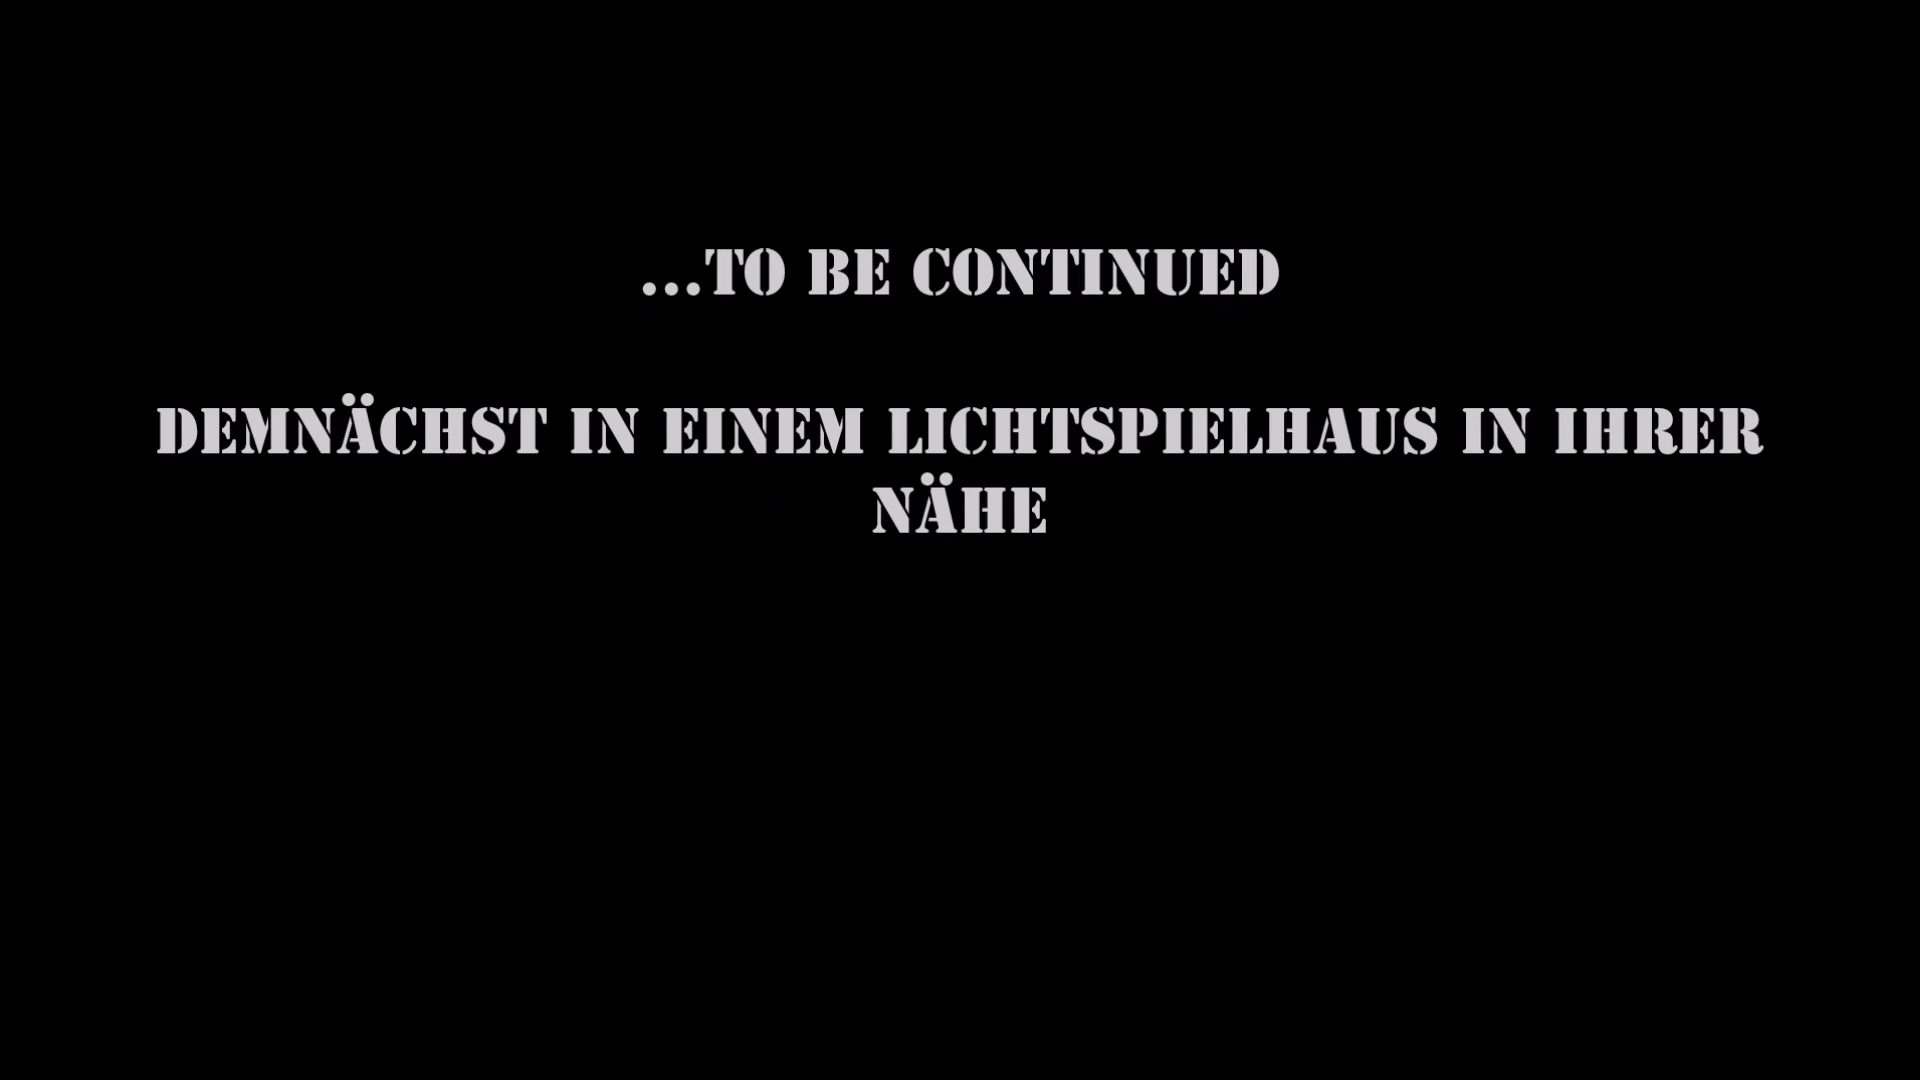 ...TO BE CONTINUED
DEMNÄCHST IN EINEM LICHTSPIELHAUS IN IHRER
NÄHE